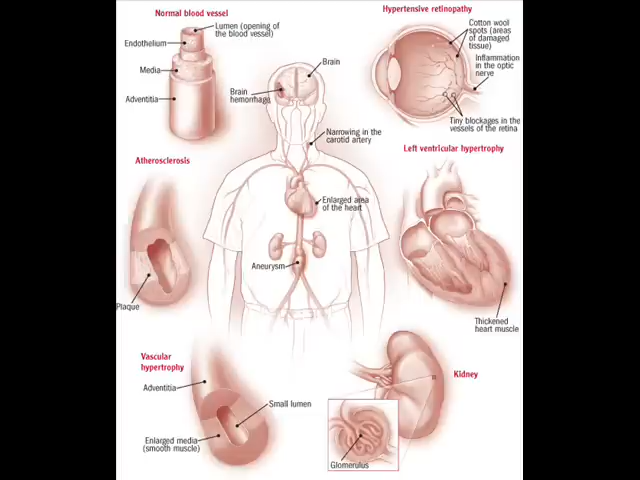 Normal blood vessel
Lumen (opening of
the blood vessel)
Endothelium
Media
Adventitia
Hypertensive retinopathy
Cotton wool
spots (areas
of damaged
tissue)
Inflammation
in the optic
nerve
Tiny blockages in the
vessels of the retina
Brain
Brain
hemorrhage
Narrowing in the
carotid artery
Atherosclerosis
Plaque
Left ventricular hypertrophy
Enlarged area
of the heart
Aneurysm
Thickened
heart muscle
Vascular
hypertrophy
Adventitia
Small lumen
Enlarged media
(smooth muscle)
Kidney
Glomerulus